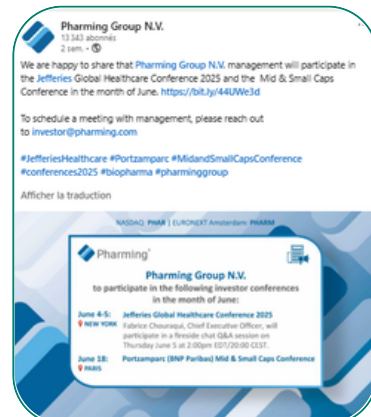 Pharming Group N.V.
13 343 abonnés
2 sem. •
We are happy to share that Pharming Group N.V. management will participate in
the Jefferies Global Healthcare Conference 2025 and the Mid & Small Caps
Conference in the month of June. https://bit.ly/44UWe3d
To schedule a meeting with management, please reach out
to investor@pharming.com
#JefferiesHealthcare #Portzamparc #MidandSmallCapsConference
#conferences2025 #biopharma #pharminggroup
Afficher la traduction
NASDAQ: PHAR | EURONEXT Amsterdam: PHARM
Pharming
Pharming Group N.V.
to participate in the following investor conferences
in the month of June:
June 4-5: Jefferies Global Healthcare Conference 2025
NEW YORK Fabrice Chouraqui, Chief Executive Officer, will
participate in a fireside chat Q&A session on
Thursday June 5 at 2:00pm EDT/20:00 CEST.
June 18: Portzamparc (BNP Paribas) Mid & Small Caps Conference
PARIS